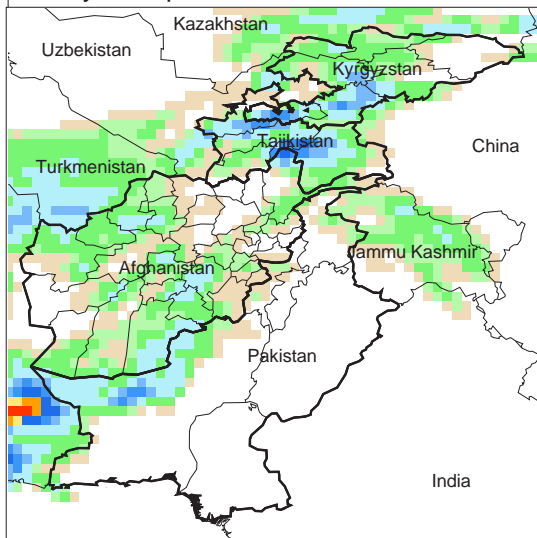 Kazakhstan
Uzbekistan
Kyrgyzstan
Tajikistan
China
Turkmenistan
Jammu Kashmir
Afghanistan
Pakistan
India